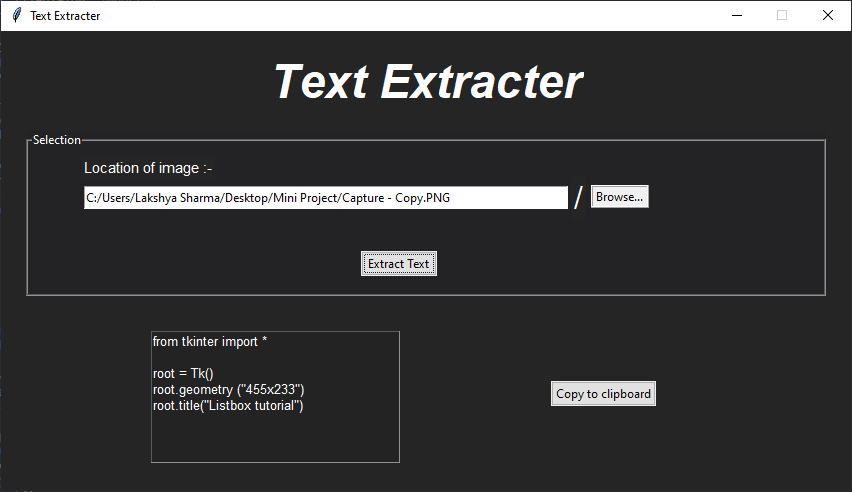 Text Extracter
Text Extracter
Selection
Location of image :-
C:/Users/Lakshya Sharma/Desktop/Mini Project/Capture - Copy.PNG / Browse...
Extract Text
from tkinter import *
root = Tk()
root.geometry ("455x233")
root.title("Listbox tutorial")
Copy to clipboard